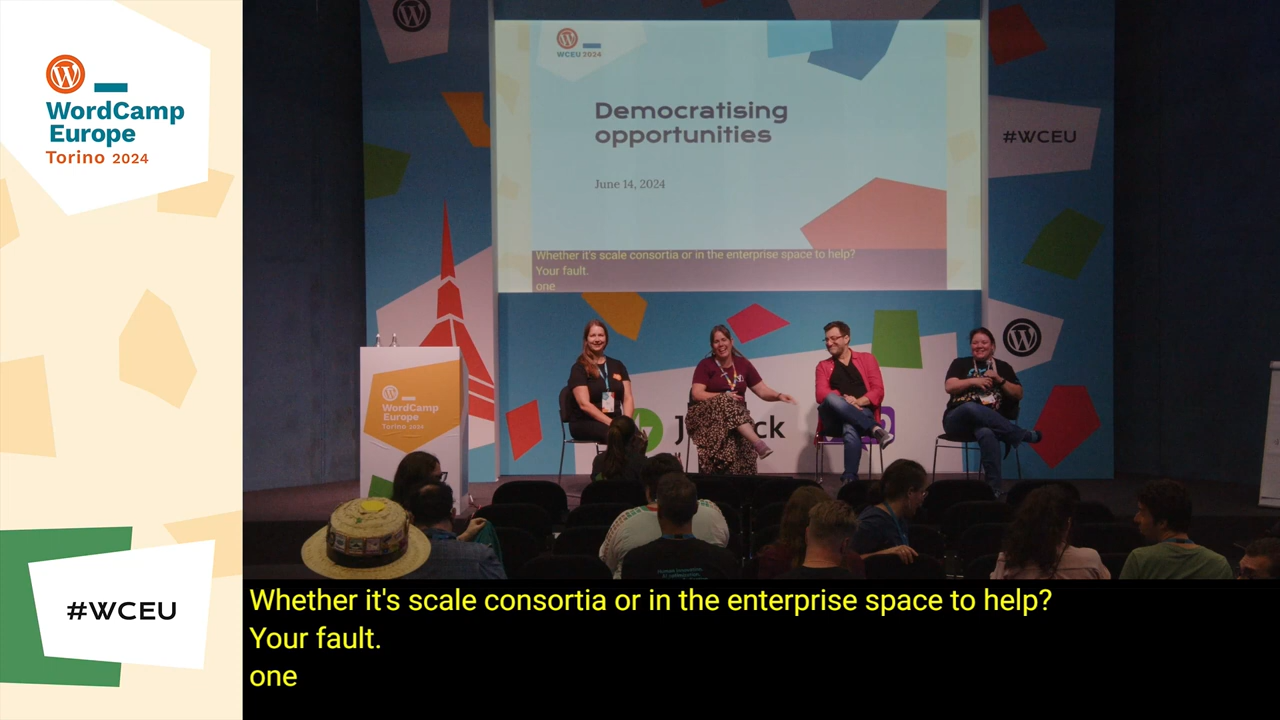 WordCamp
Europe
Torino 2024
#WCEU
WCEU 2024
Democratising
opportunities
June 14, 2024
Whether it's scale consortia or in the enterprise space to help?
Your fault.
one
#WCEU
WordCamp
Europe
Torino 2024
Whether it's scale consortia or in the enterprise space to help?
Your fault.
one